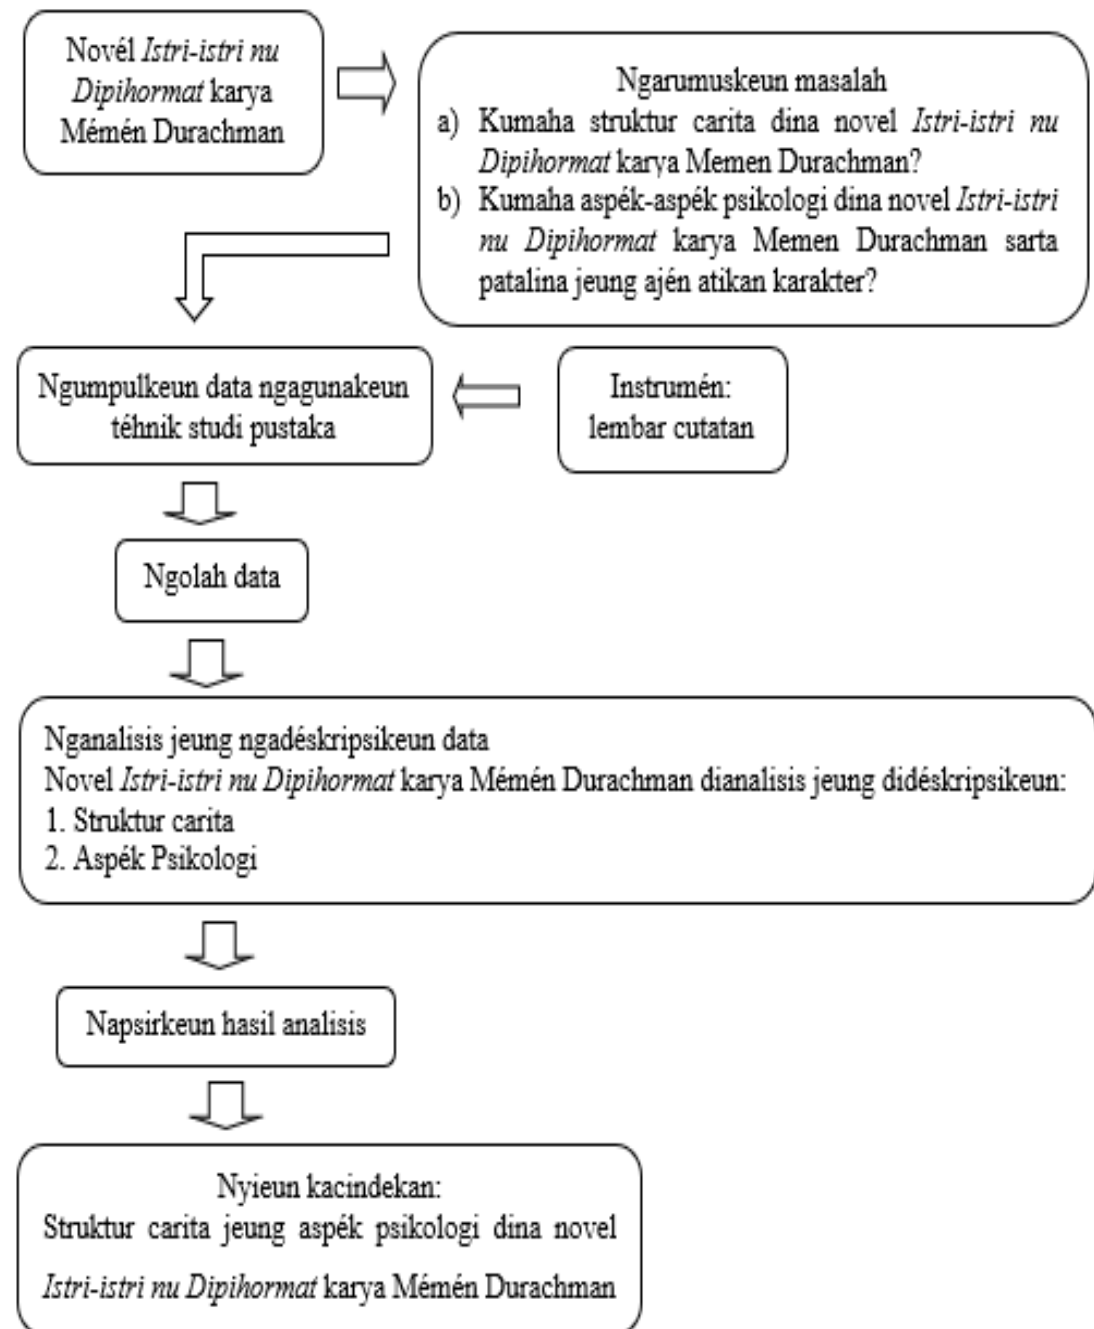 Novél Istri-istri nu
Dipihormat karya
Mémén Durachman
Ngarumuskeun masalah
a) Kumaha struktur carita dina novel Istri-istri nu
Dipihormat karya Memen Durachman?
b) Kumaha aspék-aspék psikologi dina novel Istri-istri
nu Dipihormat karya Memen Durachman sarta
patalina jeung ajén atikan karakter?
Ngumpulkeun data ngagunakeun
téhnik studi pustaka
Instrumén:
lembar cutatan
Ngolah data
Nganalisis jeung ngadéskripsikeun data
Novel Istri-istri nu Dipihormat karya Mémén Durachman dianalisis jeung didéskripsikeun:
1. Struktur carita
2. Aspék Psikologi
Napsirkeun hasil analisis
Nyieun kacindekan:
Struktur carita jeung aspék psikologi dina novel
Istri-istri nu Dipihormat karya Mémén Durachman